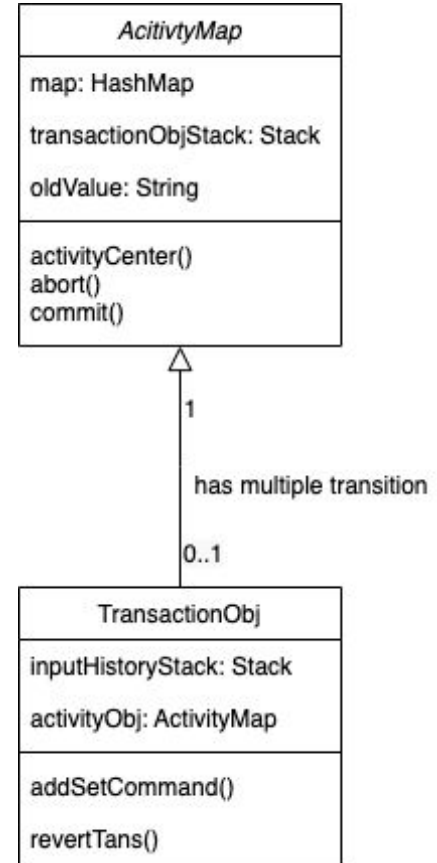 AcitivtyMap
map: HashMap
transactionObjStack: Stack
oldValue: String
activityCenter()
abort()
commit()
1
has multiple transition
0..1
TransactionObj
inputHistoryStack: Stack
activityObj: ActivityMap
addSetCommand()
revertTans()